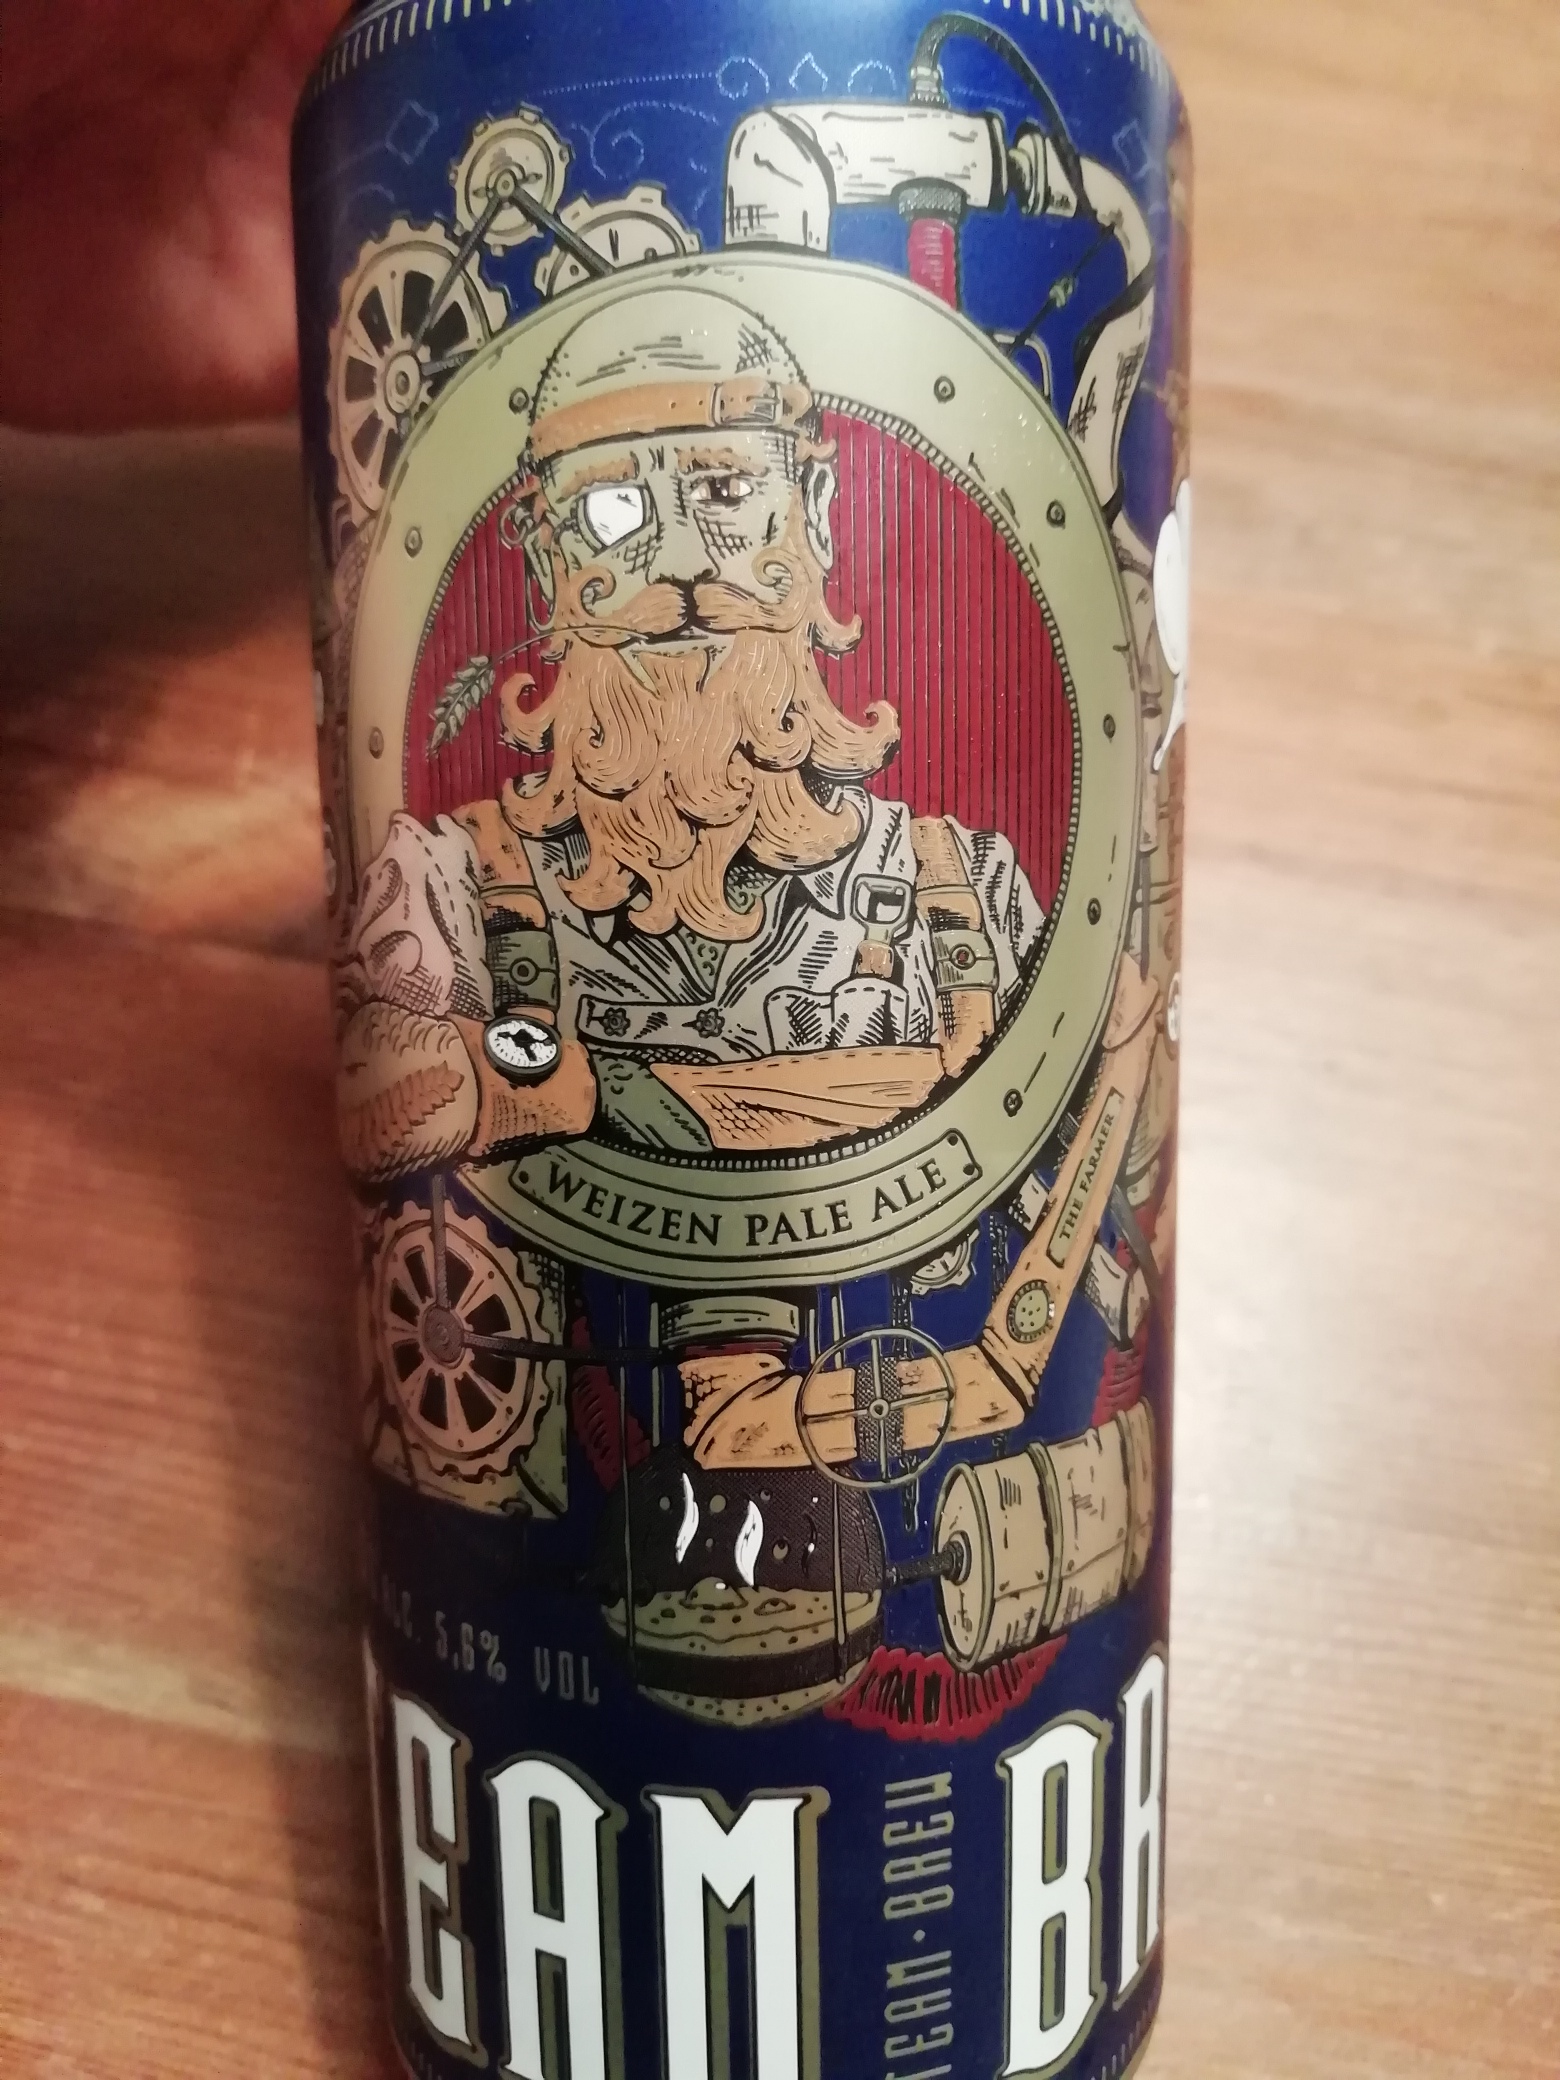 WEIZEN PALE ALE
THE FARMER
5,6% VOL
EAM
TEAM · BREW
BR